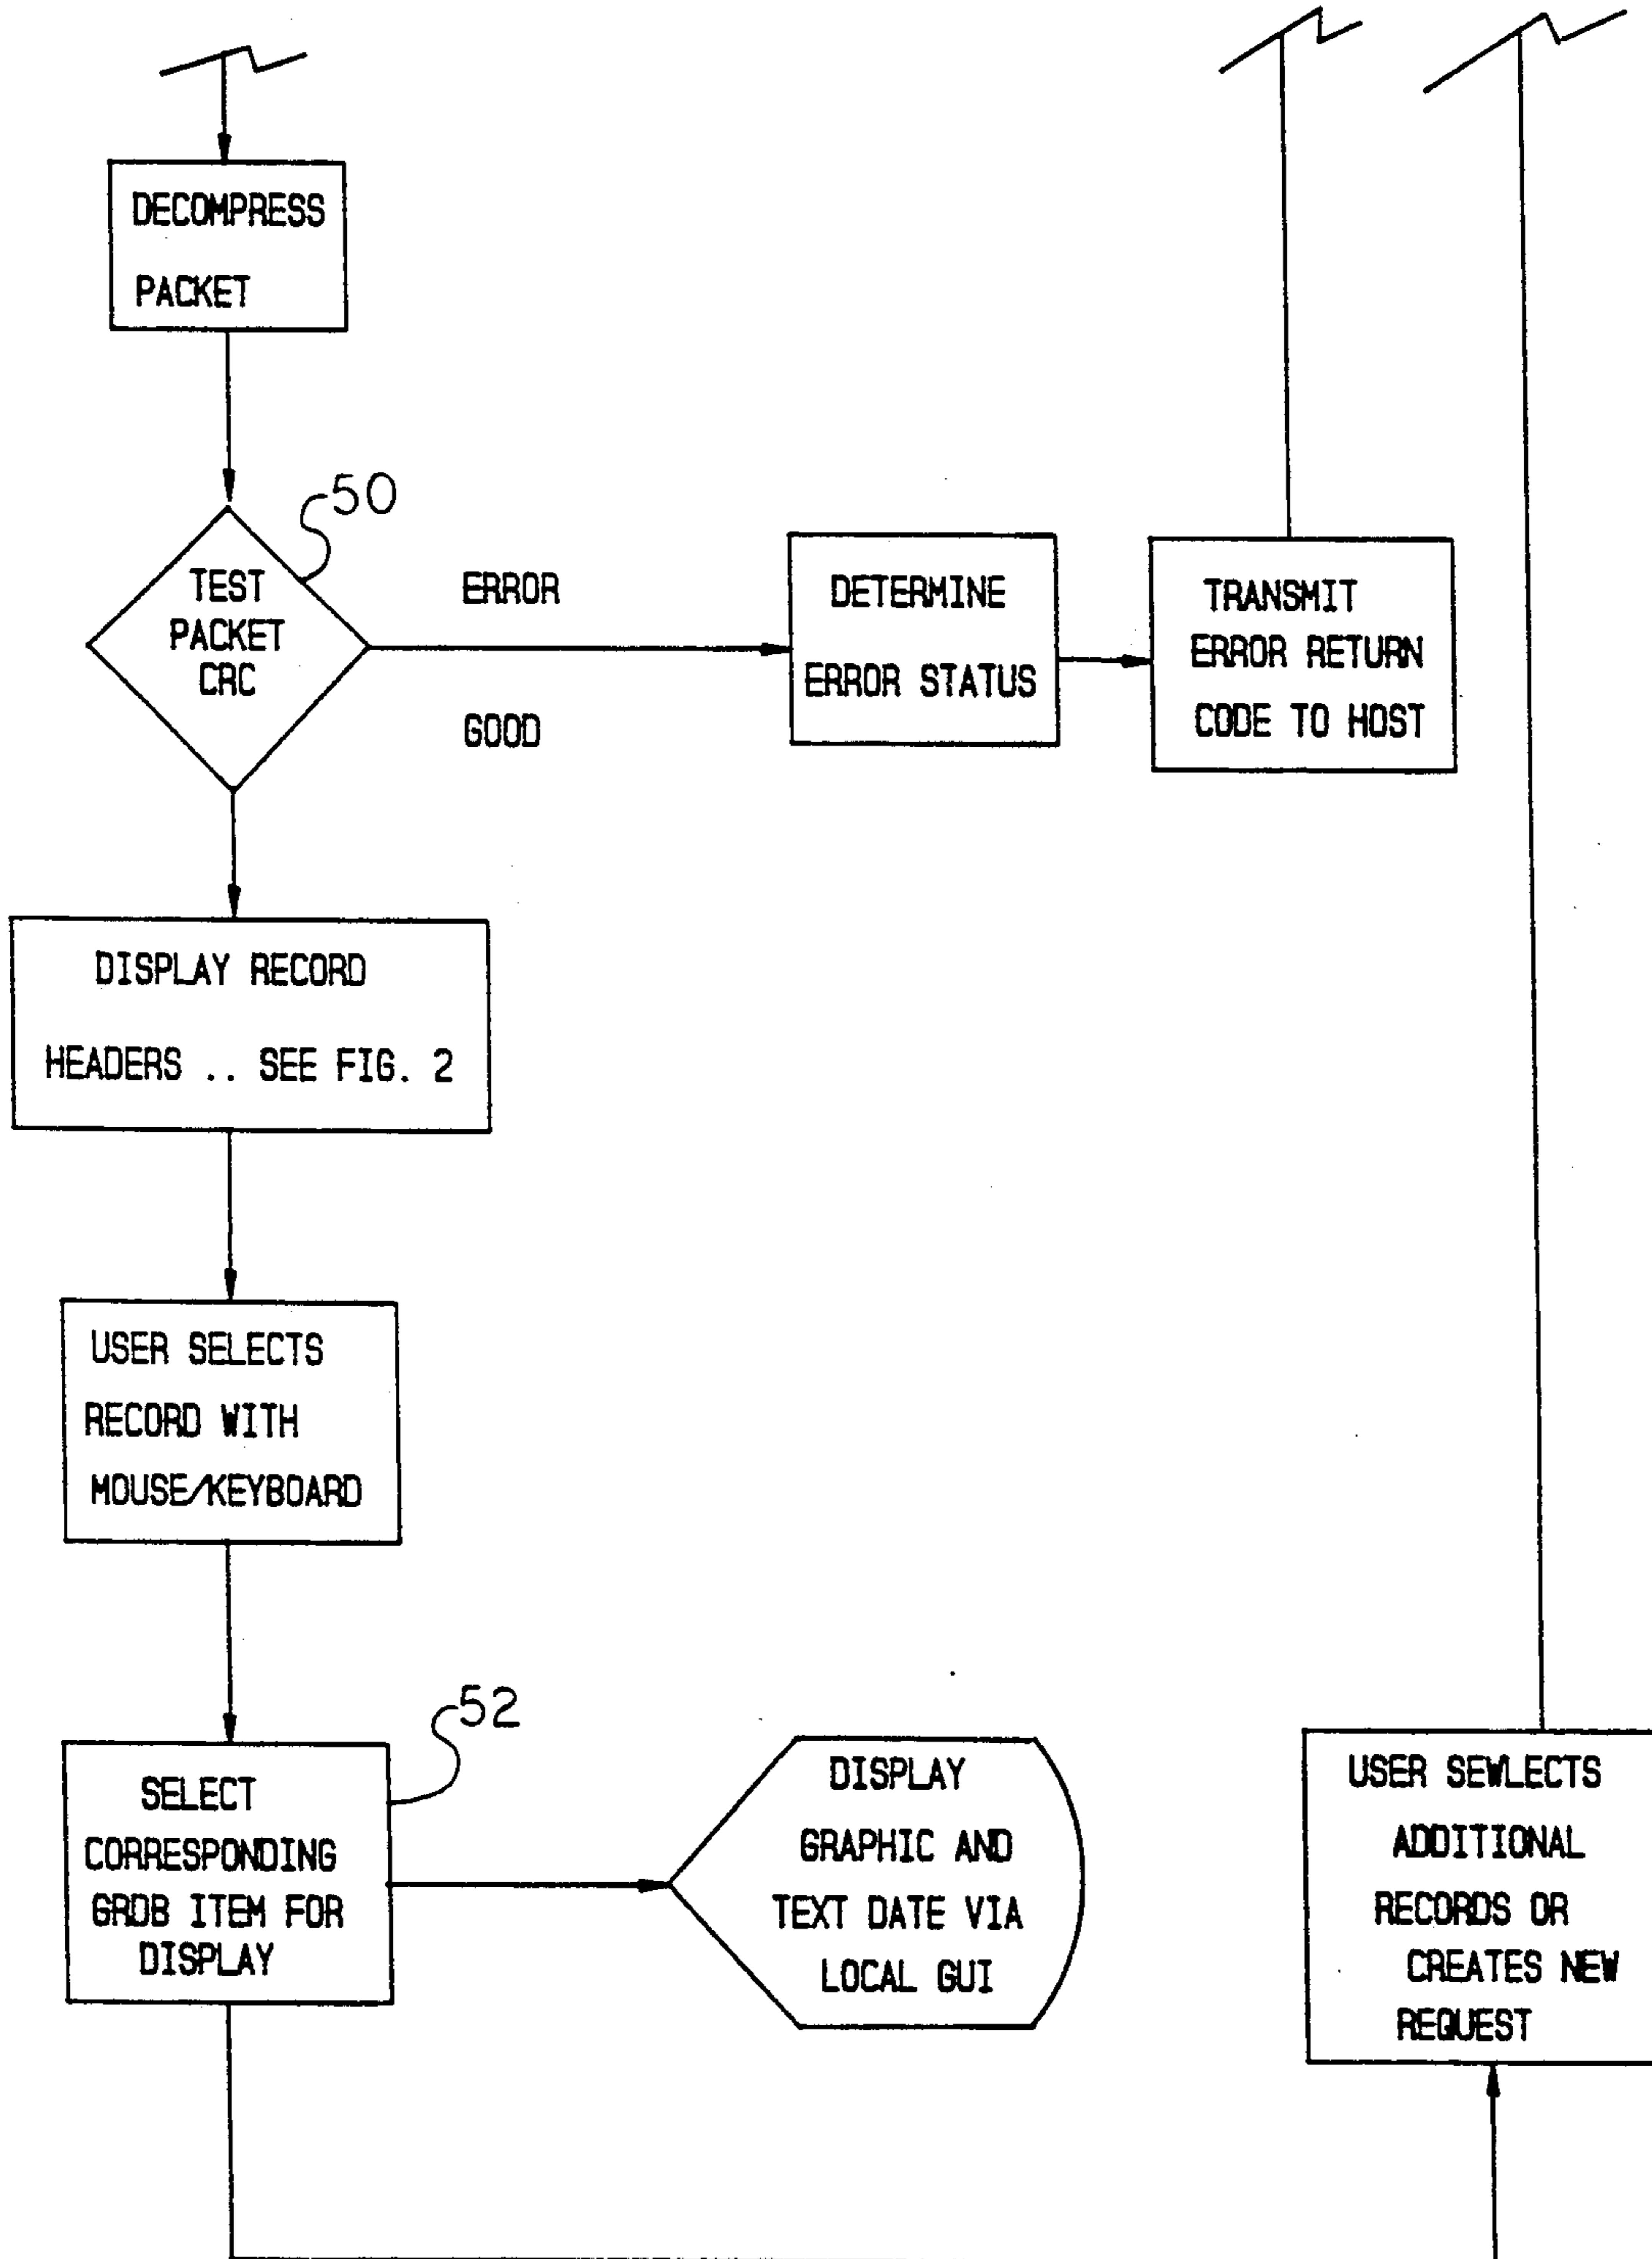 DECOMPRESS
PACKET
50
TEST
PACKET
CRC
ERROR
GOOD
DETERMINE
ERROR STATUS
TRANSMIT
ERROR RETURN
CODE TO HOST
DISPLAY RECORD
HEADERS .. SEE FIG. 2
USER SELECTS
RECORD WITH
MOUSE/KEYBOARD
52
SELECT
CORRESPONDING
GRDB ITEM FOR
DISPLAY
DISPLAY
GRAPHIC AND
TEXT DATE VIA
LOCAL GUI
USER SEWLECTS
ADDITIONAL
RECORDS OR
CREATES NEW
REQUEST